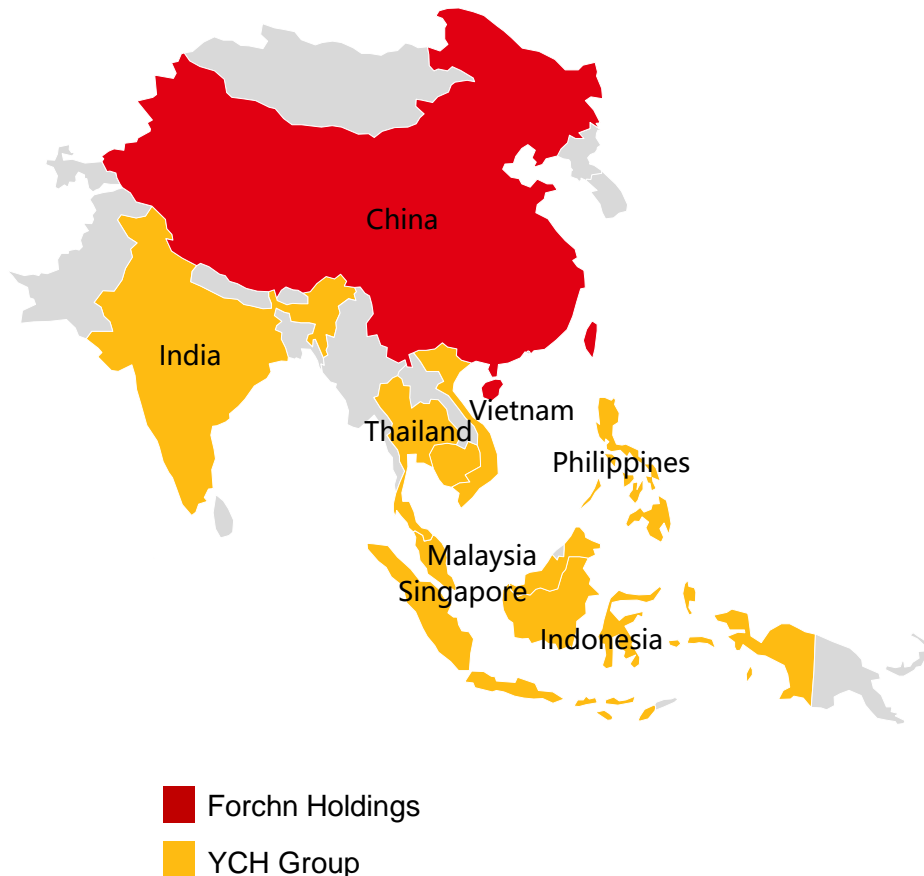 China
India
Vietnam
Thailand
Philippines
Malaysia
Singapore
Indonesia
Forchn Holdings
YCH Group